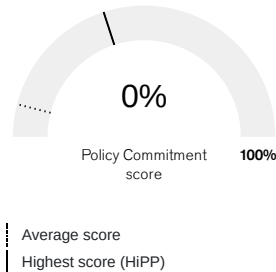 0%
Policy Commitment
score
100%
Average score
Highest score (HiPP)